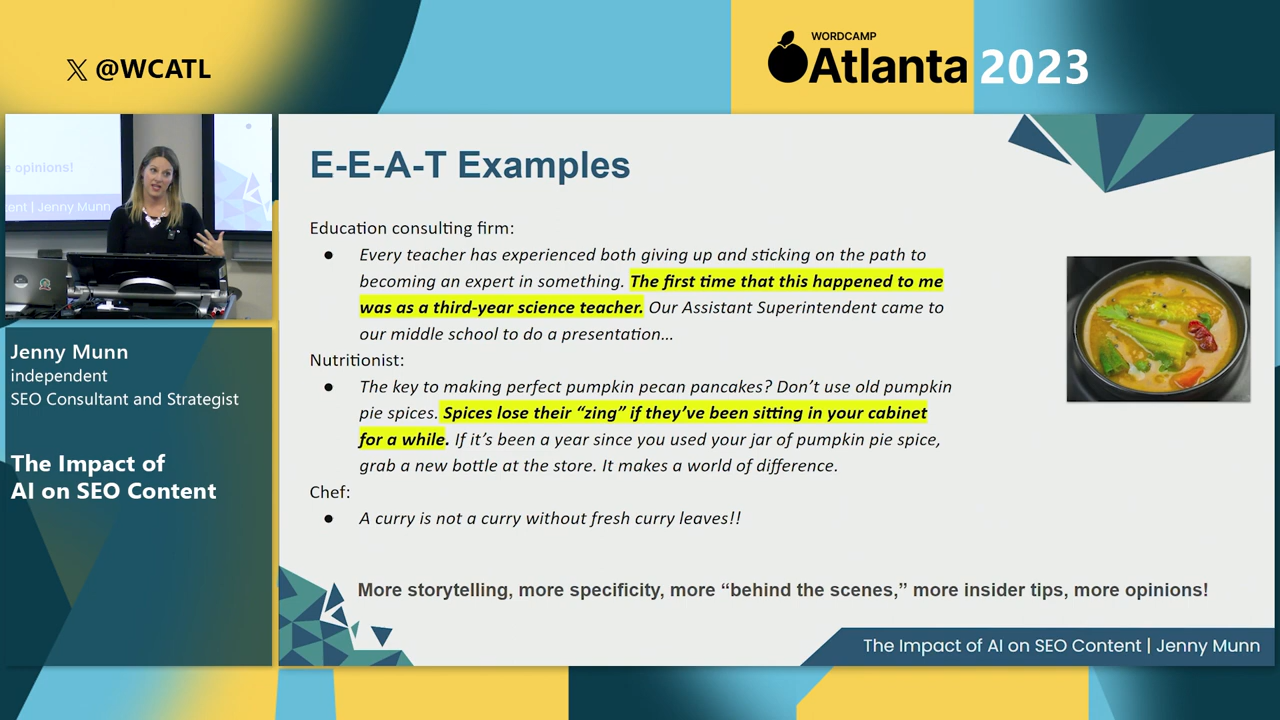 𝕏 @WCATL
WORDCAMP
Atlanta 2023
e opinions!
tent | Jenny Munn
Jenny Munn
independent
SEO Consultant and Strategist
The Impact of
AI on SEO Content
E-E-A-T Examples
Education consulting firm:
● Every teacher has experienced both giving up and sticking on the path to
becoming an expert in something. The first time that this happened to me
was as a third-year science teacher. Our Assistant Superintendent came to
our middle school to do a presentation…
Nutritionist:
● The key to making perfect pumpkin pecan pancakes? Don’t use old pumpkin
pie spices. Spices lose their “zing” if they’ve been sitting in your cabinet
for a while. If it’s been a year since you used your jar of pumpkin pie spice,
grab a new bottle at the store. It makes a world of difference.
Chef:
● A curry is not a curry without fresh curry leaves!!
More storytelling, more specificity, more “behind the scenes,” more insider tips, more opinions!
The Impact of AI on SEO Content | Jenny Munn